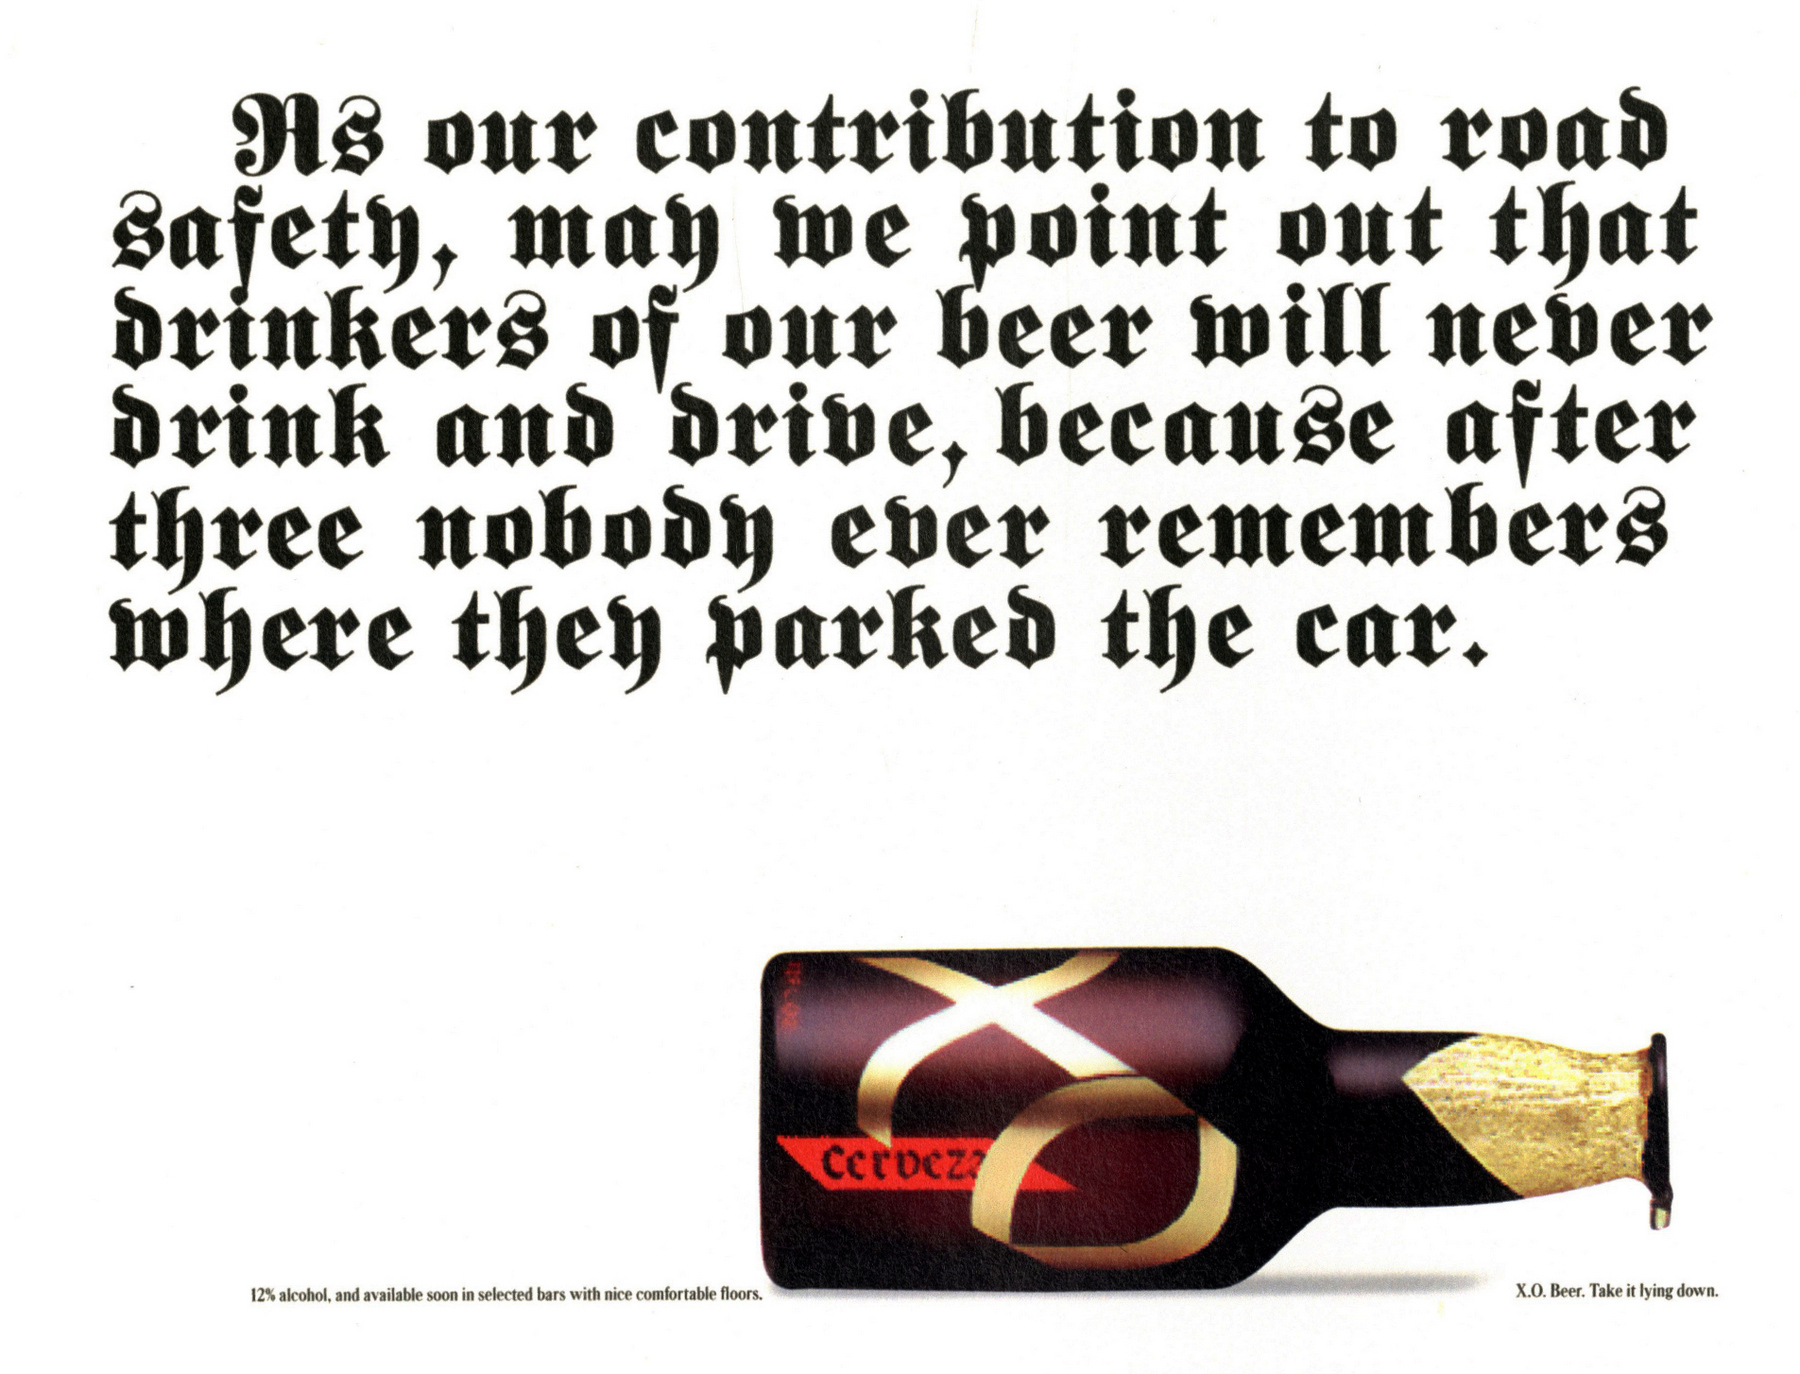 As our contribution to road
safety, may we point out that
drinkers of our beer will never
drink and drive, because after
three nobody ever remembers
where they parked the car.
XO
Cerveza
12% alcohol, and available soon in selected bars with nice comfortable floors.
X.O. Beer. Take it lying down.